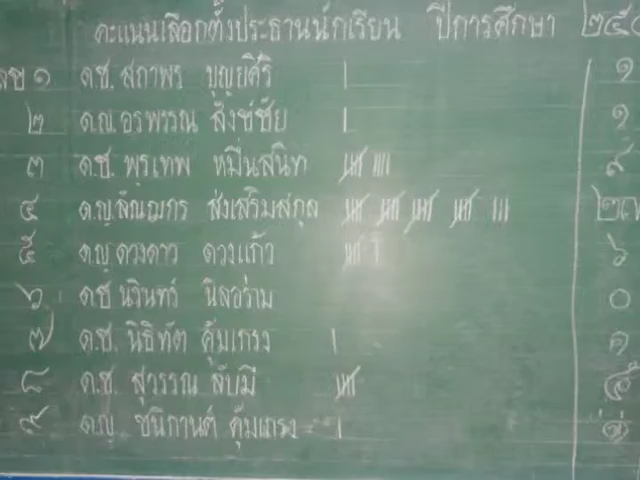 คะแนนเลือกตั้งประธานนักเรียน ปีการศึกษา ๒๕๕
๑ ด.ช. สถาพร บุญยศิริ ๑
๒ ด.ญ. อรพรรณ สิงห์ชัย ๑
๓ ด.ช. พรเทพ หมื่นสนิท ๙
๔ ด.ญ. ส่งเสริมสกุล ๒๓
๕ ด.ญ. ดวงดาว ดวงแก้ว ๖
๖ ด.ช. นรินทร์ นิลอร่าม ๐
๗ ด.ช. นิธิทัต คุ้มเกรง ๑
๘ ด.ช. สุวรรณ ลับมี ๕
๙ ด.ญ. ชนิกานต์ คุ้มเกรง ๑